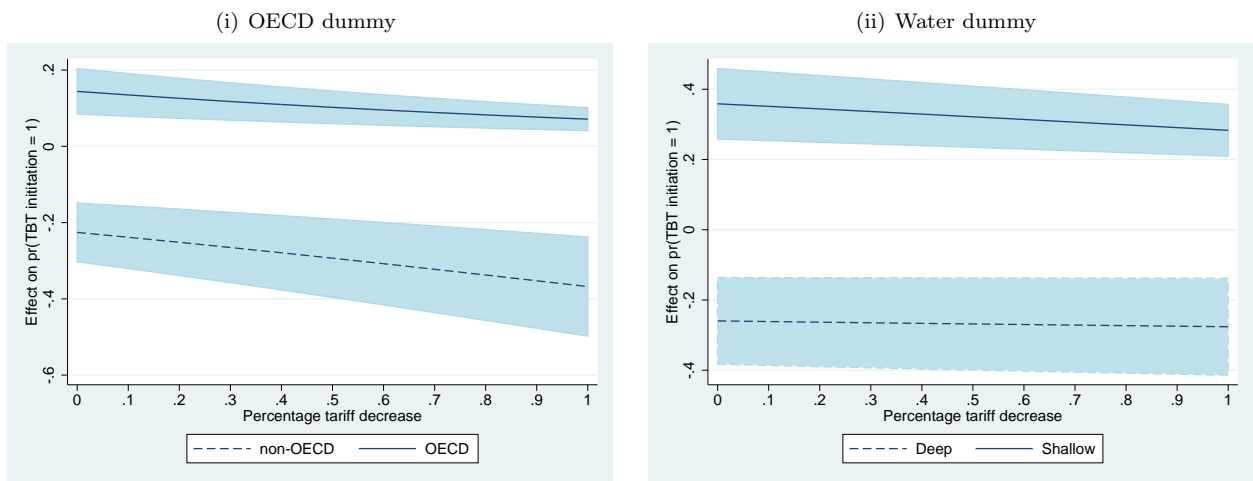 (i) OECD dummy
Effect on pr(TBT inititation = 1)
.2
0
-.2
-.4
-.6
0 .1 .2 .3 .4 .5 .6 .7 .8 .9 1
Percentage tariff decrease
non-OECD OECD
(ii) Water dummy
Effect on pr(TBT initiation = 1)
.4
.2
0
-.2
-.4
0 .1 .2 .3 .4 .5 .6 .7 .8 .9 1
Percentage tariff decrease
Deep Shallow